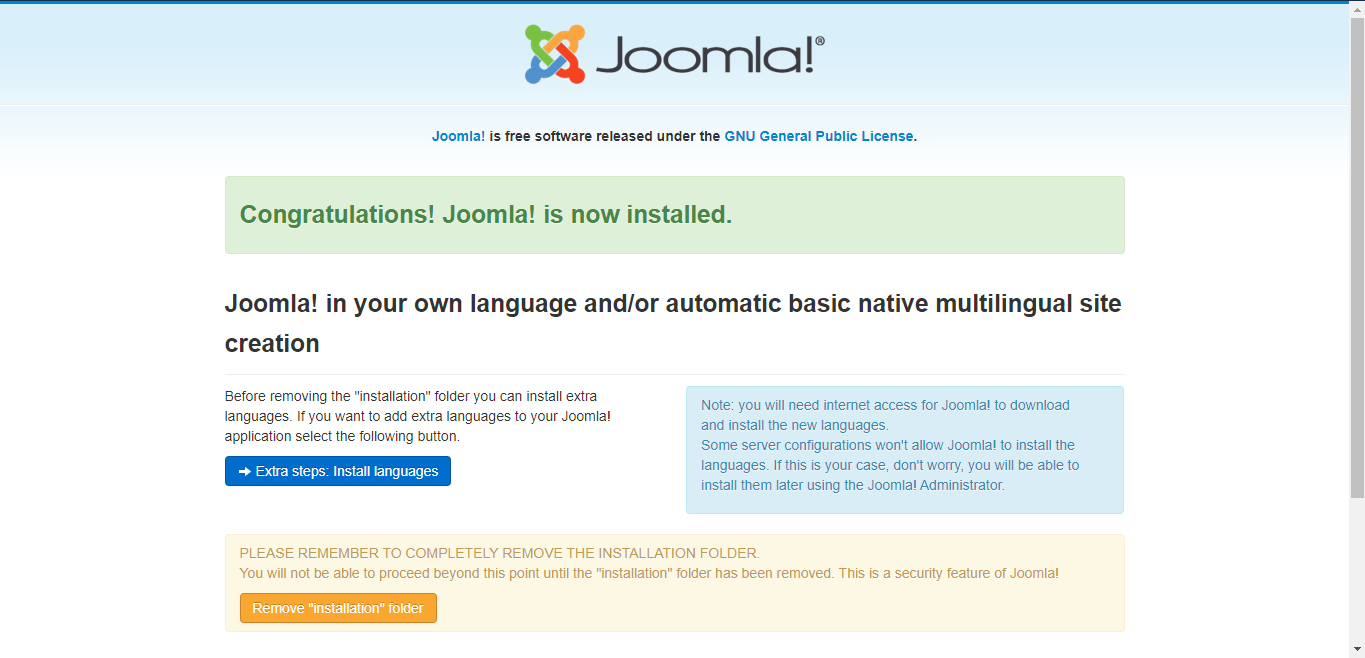 Joomla!®
Joomla! is free software released under the GNU General Public License.
Congratulations! Joomla! is now installed.
Joomla! in your own language and/or automatic basic native multilingual site
creation
Before removing the "installation" folder you can install extra
languages. If you want to add extra languages to your Joomla!
application select the following button.
Extra steps: Install languages
Note: you will need internet access for Joomla! to download
and install the new languages.
Some server configurations won't allow Joomla! to install the
languages. If this is your case, don't worry, you will be able to
install them later using the Joomla! Administrator.
PLEASE REMEMBER TO COMPLETELY REMOVE THE INSTALLATION FOLDER.
You will not be able to proceed beyond this point until the "installation" folder has been removed. This is a security feature of Joomla!
Remove "installation" folder